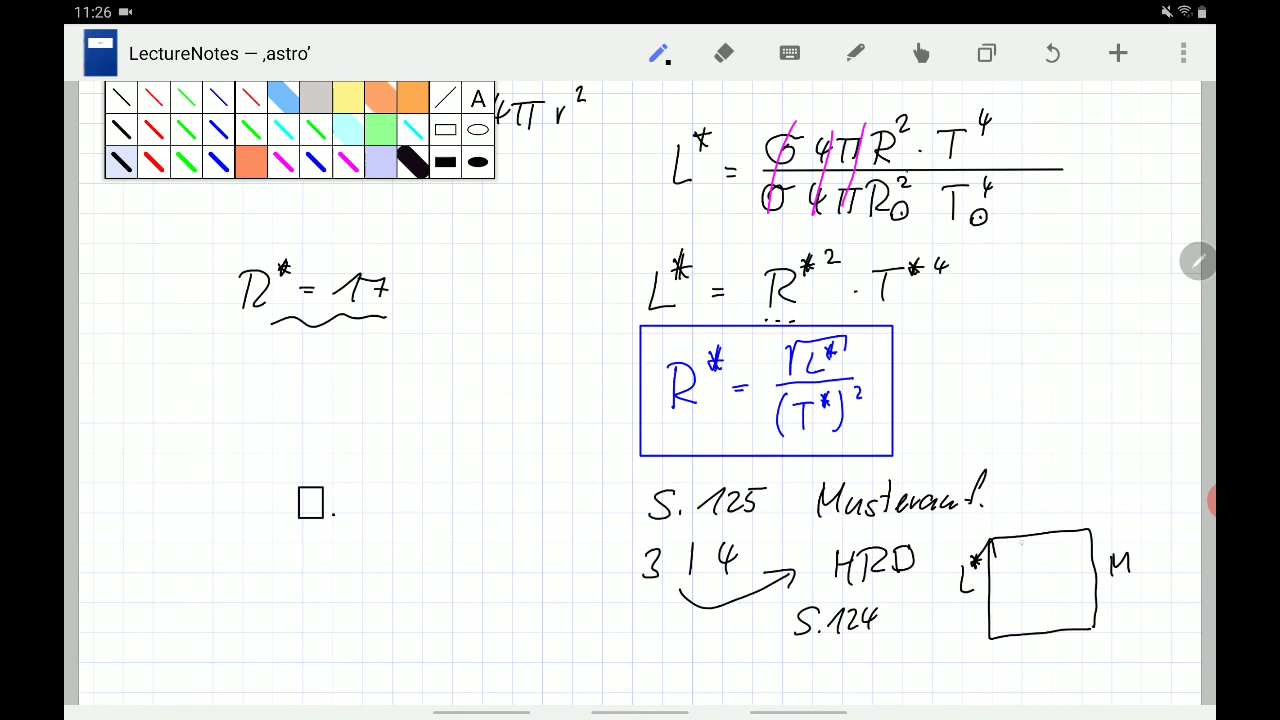 11:26
LectureNotes — ‚astro’
A
4π r²
L* = σ 4π R² · T⁴ / σ 4π R☉² T☉⁴
L* = R*² · T*⁴
R* = 17
R* = √L* / (T*)²
S. 125 Musterauf.
3 | 4 → HRD
S. 124
L* M